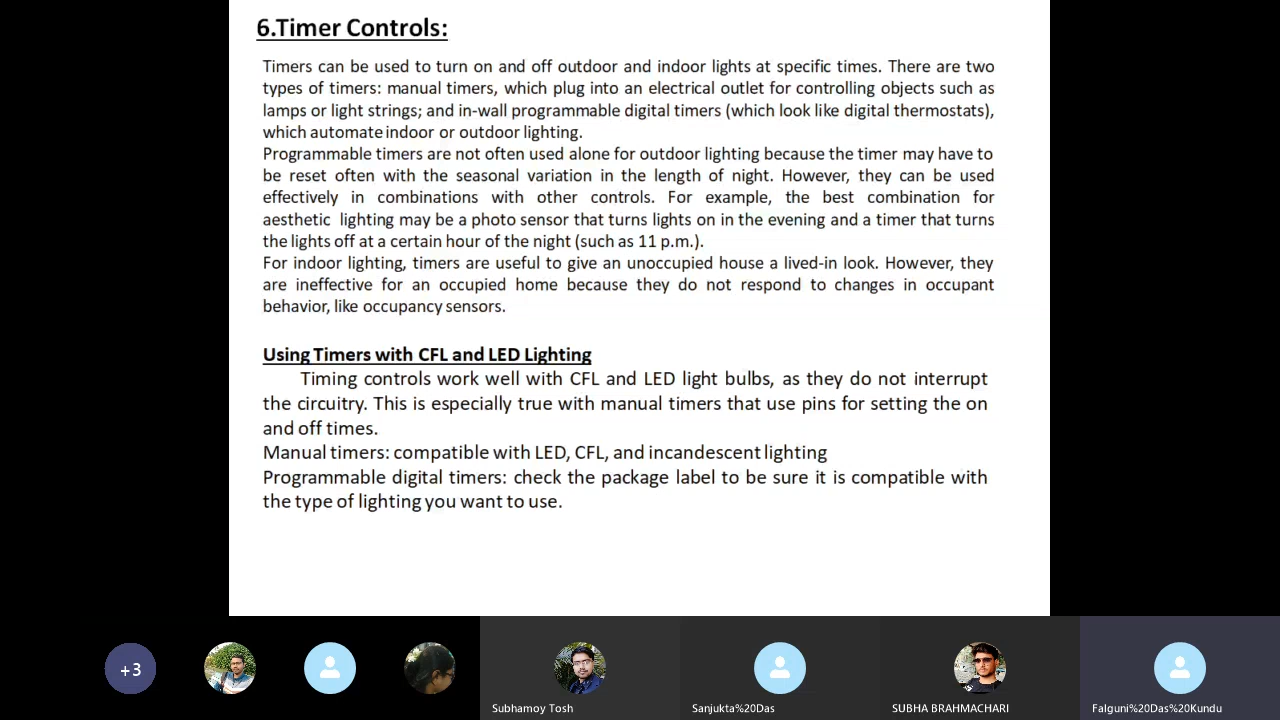 6.Timer Controls:
Timers can be used to turn on and off outdoor and indoor lights at specific times. There are two
types of timers: manual timers, which plug into an electrical outlet for controlling objects such as
lamps or light strings; and in-wall programmable digital timers (which look like digital thermostats),
which automate indoor or outdoor lighting.
Programmable timers are not often used alone for outdoor lighting because the timer may have to
be reset often with the seasonal variation in the length of night. However, they can be used
effectively in combinations with other controls. For example, the best combination for
aesthetic lighting may be a photo sensor that turns lights on in the evening and a timer that turns
the lights off at a certain hour of the night (such as 11 p.m.).
For indoor lighting, timers are useful to give an unoccupied house a lived-in look. However, they
are ineffective for an occupied home because they do not respond to changes in occupant
behavior, like occupancy sensors.
Using Timers with CFL and LED Lighting
Timing controls work well with CFL and LED light bulbs, as they do not interrupt
the circuitry. This is especially true with manual timers that use pins for setting the on
and off times.
Manual timers: compatible with LED, CFL, and incandescent lighting
Programmable digital timers: check the package label to be sure it is compatible with
the type of lighting you want to use.
+3
Subhamoy Tosh
Sanjukta%20Das
SUBHA BRAHMACHARI
Falguni%20Das%20Kundu